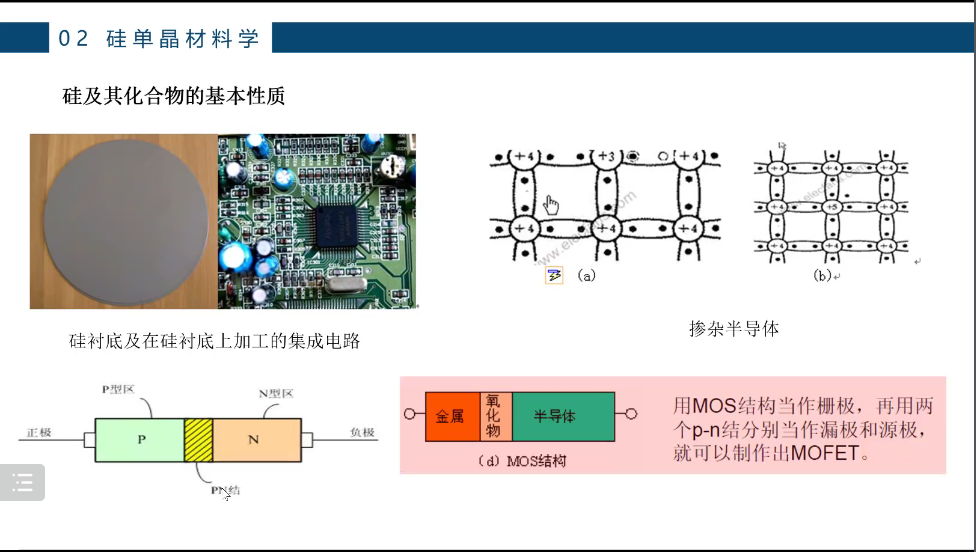 02 硅单晶材料学
硅及其化合物的基本性质
+4 +3 +4
+4 +4 +4
www.elecfans.com
(a)
+4 +4 +4
+4 +5 +4
+4 +4 +4
(b)
硅衬底及在硅衬底上加工的集成电路
掺杂半导体
P型区
N型区
正极
P
N
负极
PN结
金属
氧化物
半导体
（d）MOS结构
用MOS结构当作栅极，再用两
个p-n结分别当作漏极和源极，
就可以制作出MOFET。